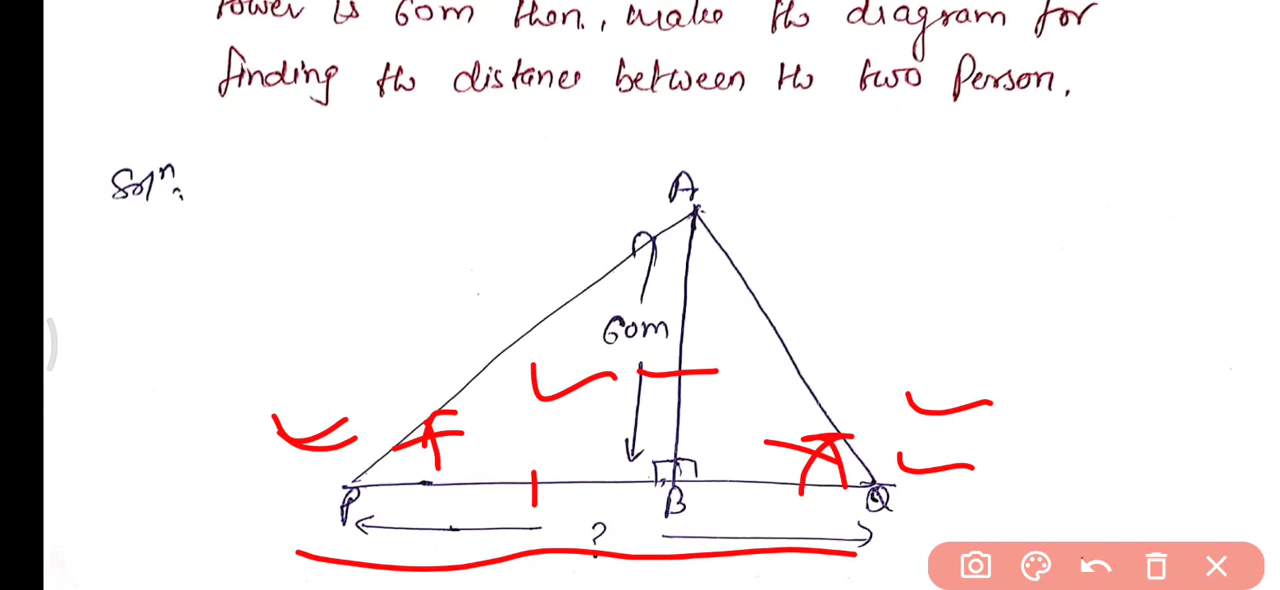 Tower is 60m then, make the diagram for
finding the distance between the two Person.
Solⁿ:
A
60m
P
B
Q
?